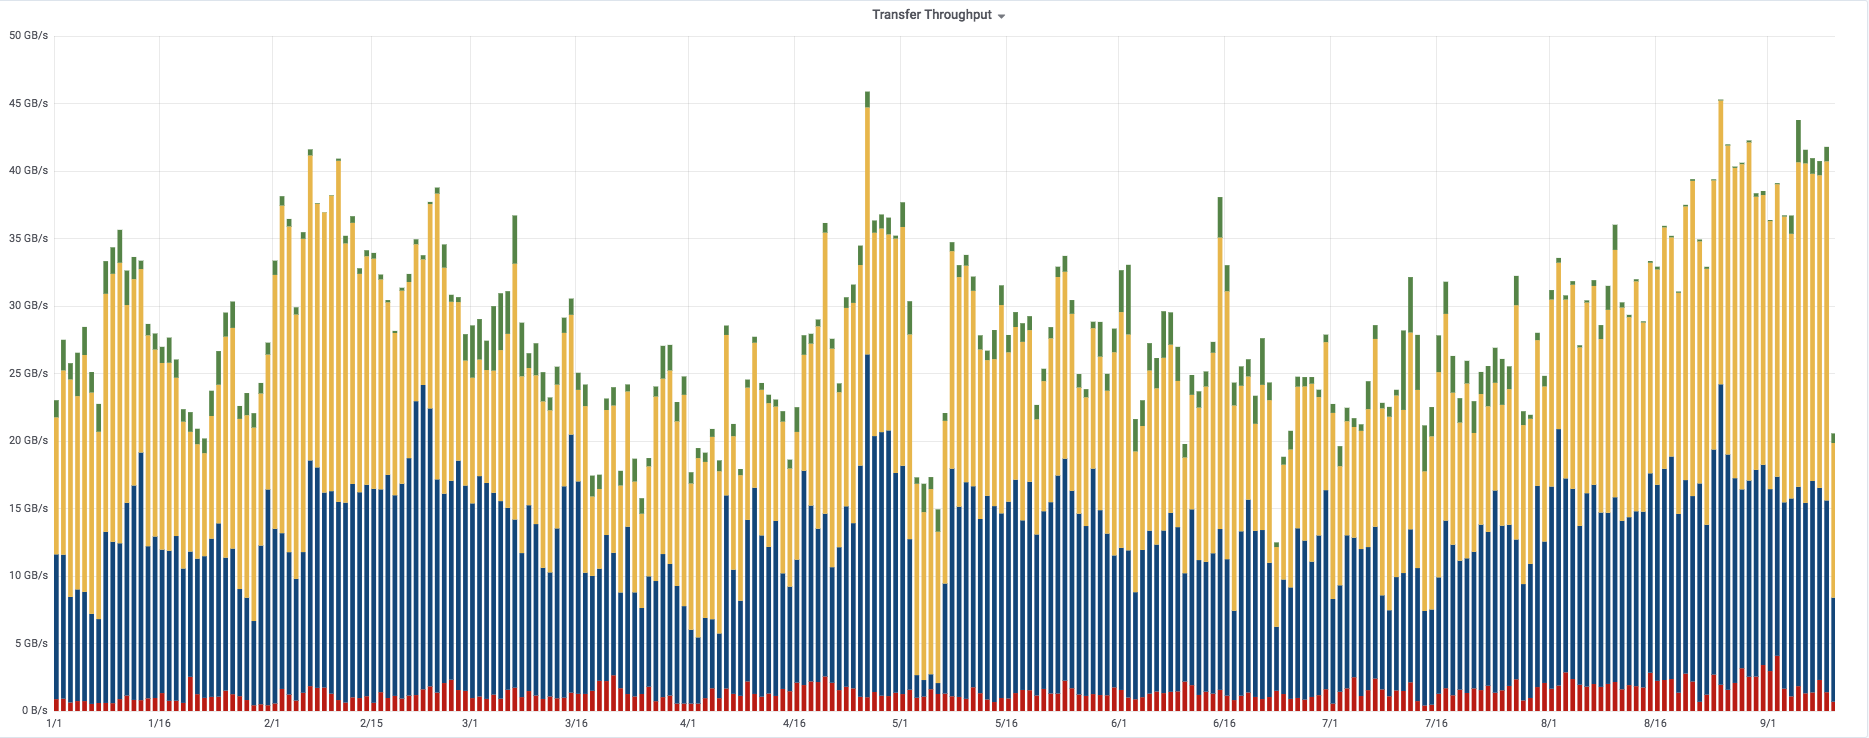 Transfer Throughput
50 GB/s
45 GB/s
40 GB/s
35 GB/s
30 GB/s
25 GB/s
20 GB/s
15 GB/s
10 GB/s
5 GB/s
0 B/s
1/1 1/16 2/1 2/15 3/1 3/16 4/1 4/16 5/1 5/16 6/1 6/16 7/1 7/16 8/1 8/16 9/1